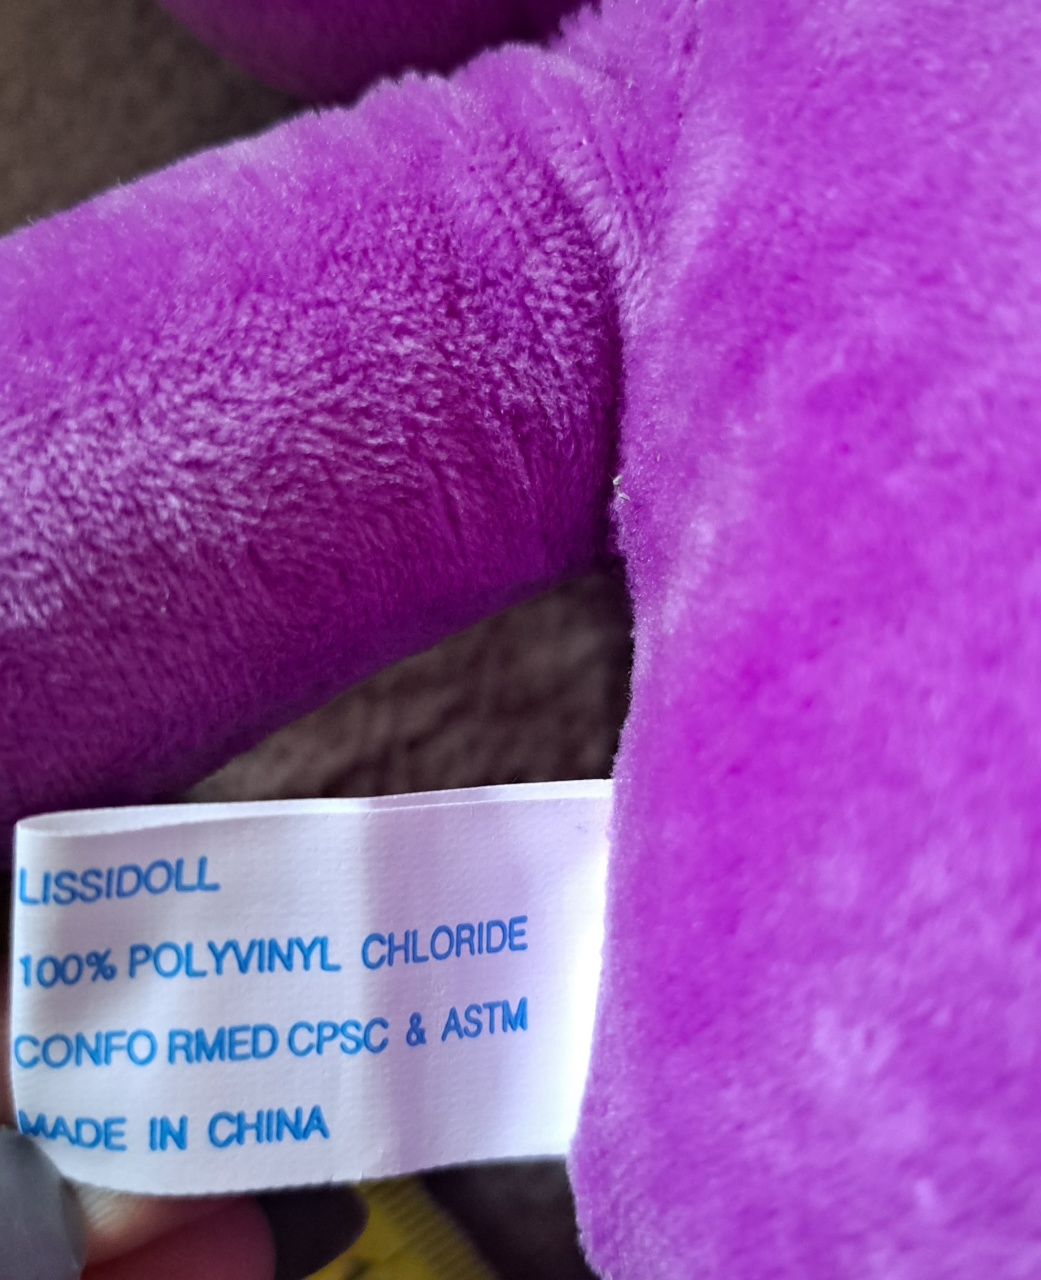 LISSIDOLL
100% POLYVINYL CHLORIDE
CONFO RMED CPSC & ASTM
MADE IN CHINA